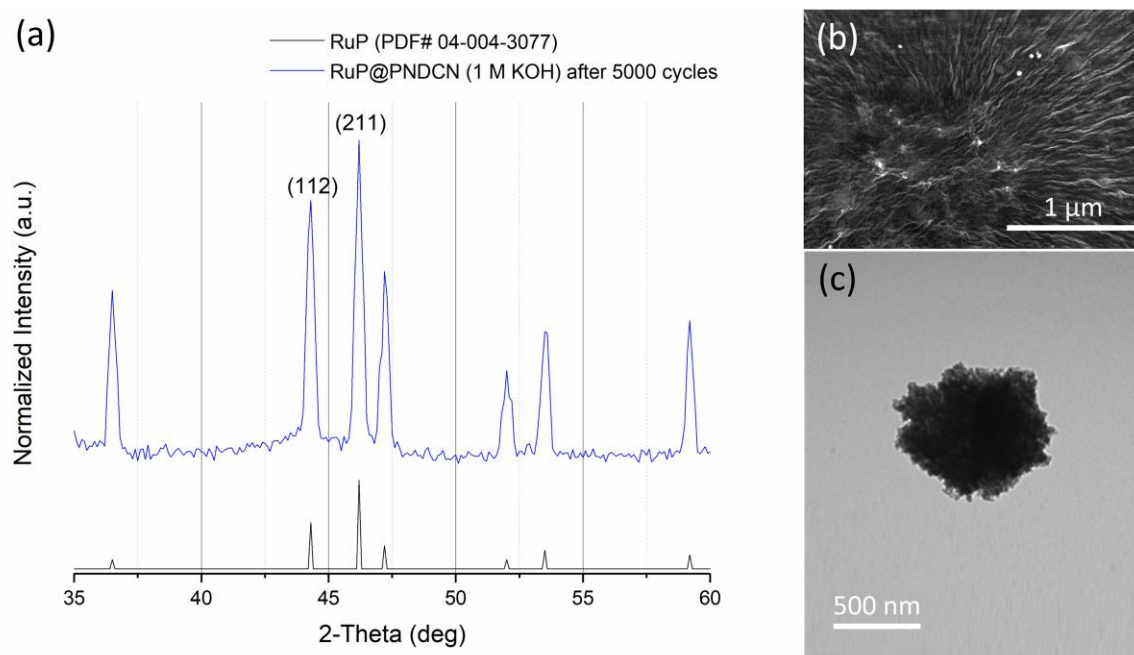 (a)
RuP (PDF# 04-004-3077)
RuP@PNDCN (1 M KOH) after 5000 cycles
(211)
(112)
Normalized Intensity (a.u.)
35 40 45 50 55 60
2-Theta (deg)
(b)
1 µm
(c)
500 nm